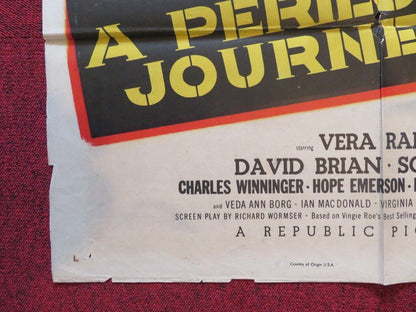 A PERIL
JOURNE
starring VERA RA
DAVID BRIAN · SC
CHARLES WINNINGER · HOPE EMERSON ·
and VEDA ANN BORG · IAN MACDONALD · VIRGINIA
SCREEN PLAY BY RICHARD WORMSER — Based on Vingie Roe's Best Selling
A REPUBLIC PIC
Country of Origin U.S.A.